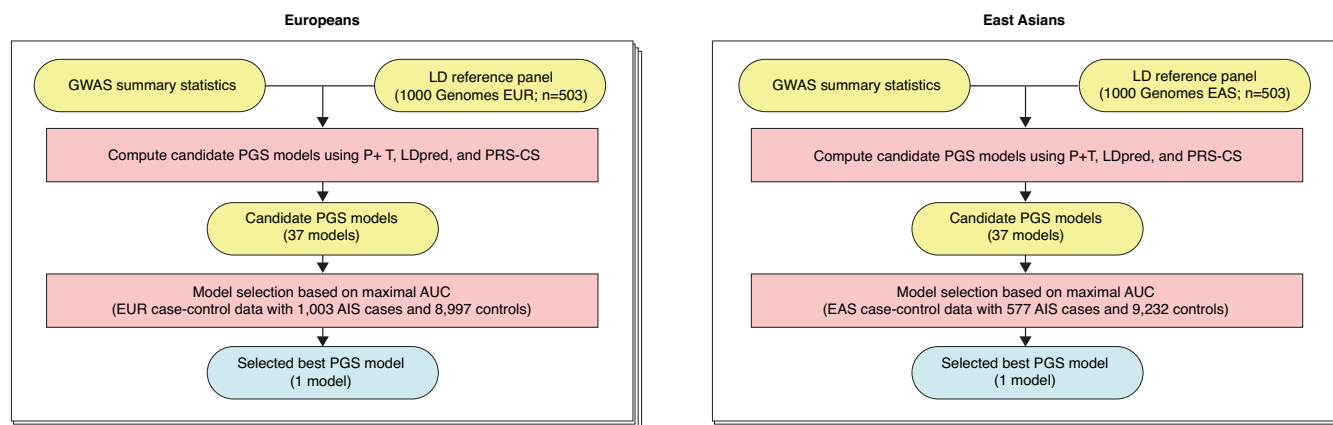 Europeans
GWAS summary statistics
LD reference panel
(1000 Genomes EUR; n=503)
Compute candidate PGS models using P+ T, LDpred, and PRS-CS
Candidate PGS models
(37 models)
Model selection based on maximal AUC
(EUR case-control data with 1,003 AIS cases and 8,997 controls)
Selected best PGS model
(1 model)
East Asians
GWAS summary statistics
LD reference panel
(1000 Genomes EAS; n=503)
Compute candidate PGS models using P+T, LDpred, and PRS-CS
Candidate PGS models
(37 models)
Model selection based on maximal AUC
(EAS case-control data with 577 AIS cases and 9,232 controls)
Selected best PGS model
(1 model)